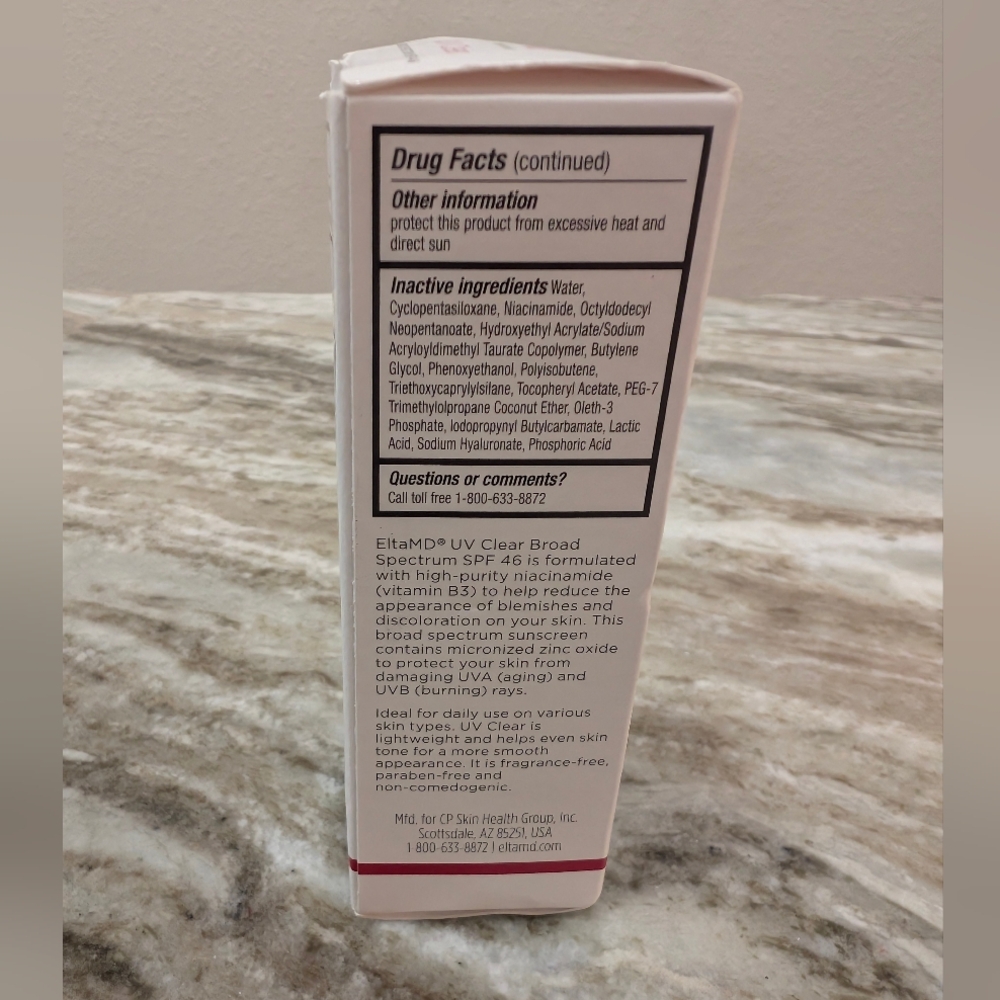 Drug Facts (continued)
Other information
protect this product from excessive heat and
direct sun
Inactive ingredients Water,
Cyclopentasiloxane, Niacinamide, Octyldodecyl
Neopentanoate, Hydroxyethyl Acrylate/Sodium
Acryloyldimethyl Taurate Copolymer, Butylene
Glycol, Phenoxyethanol, Polyisobutene,
Triethoxycaprylylsilane, Tocopheryl Acetate, PEG-7
Trimethylolpropane Coconut Ether, Oleth-3
Phosphate, Iodopropynyl Butylcarbamate, Lactic
Acid, Sodium Hyaluronate, Phosphoric Acid
Questions or comments?
Call toll free 1-800-633-8872
EltaMD® UV Clear Broad
Spectrum SPF 46 is formulated
with high-purity niacinamide
(vitamin B3) to help reduce the
appearance of blemishes and
discoloration on your skin. This
broad spectrum sunscreen
contains micronized zinc oxide
to protect your skin from
damaging UVA (aging) and
UVB (burning) rays.
Ideal for daily use on various
skin types. UV Clear is
lightweight and helps even skin
tone for a more smooth
appearance. It is fragrance-free,
paraben-free and
non-comedogenic.
Mfd. for CP Skin Health Group, Inc.
Scottsdale, AZ 85251, USA
1-800-633-8872 | eltamd.com